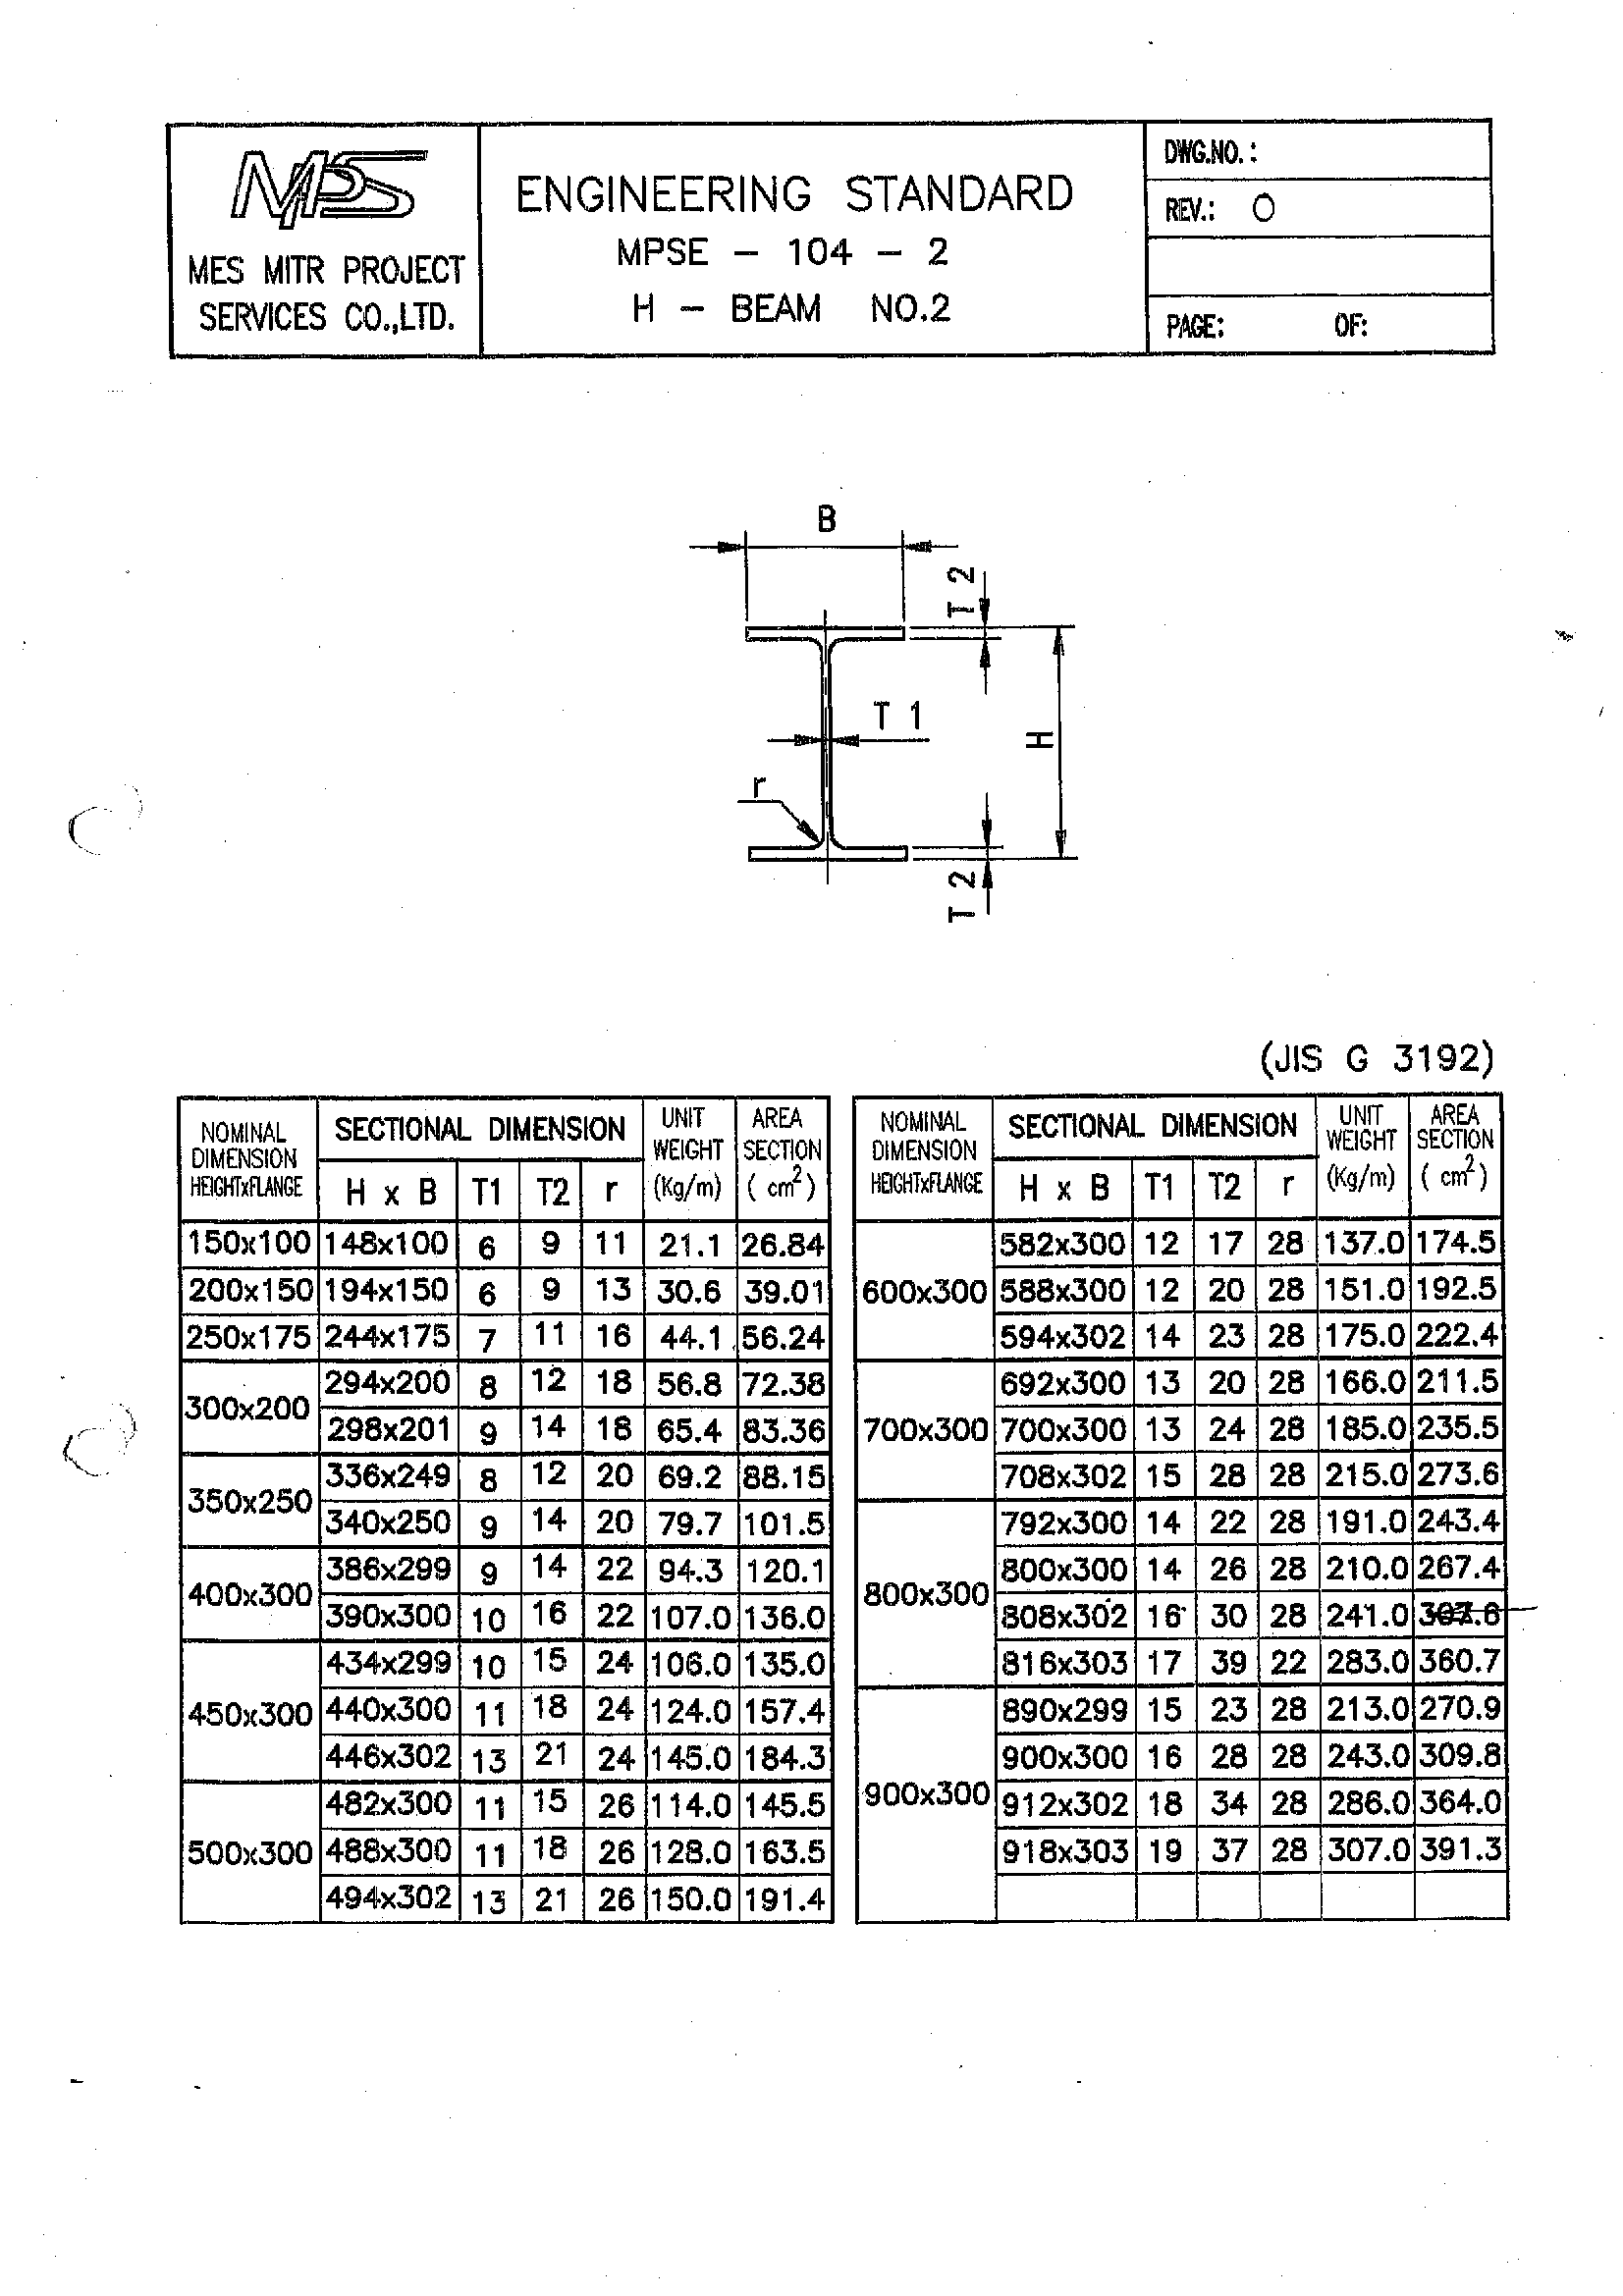 MPS
MES MITR PROJECT
SERVICES CO.,LTD.
ENGINEERING STANDARD
MPSE - 104 - 2
H - BEAM NO.2
DWG.NO. :
REV.: 0
PAGE: OF:
B
T 2
T 1
H
r
T 2
(JIS G 3192)
NOMINAL DIMENSION HEIGHTxFLANGE SECTIONAL DIMENSION UNIT WEIGHT (Kg/m) AREA SECTION ( cm2 )
H x B T1 T2 r
150x100 148x100 6 9 11 21.1 26.84
200x150 194x150 6 9 13 30.6 39.01
250x175 244x175 7 11 16 44.1 56.24
300x200 294x200 8 12 18 56.8 72.38
298x201 9 14 18 65.4 83.36
350x250 336x249 8 12 20 69.2 88.15
340x250 9 14 20 79.7 101.5
400x300 386x299 9 14 22 94.3 120.1
390x300 10 16 22 107.0 136.0
450x300 434x299 10 15 24 106.0 135.0
440x300 11 18 24 124.0 157.4
446x302 13 21 24 145.0 184.3
500x300 482x300 11 15 26 114.0 145.5
488x300 11 18 26 128.0 163.5
494x302 13 21 26 150.0 191.4
NOMINAL DIMENSION HEIGHTxFLANGE SECTIONAL DIMENSION UNIT WEIGHT (Kg/m) AREA SECTION ( cm2 )
H x B T1 T2 r
600x300 582x300 12 17 28 137.0 174.5
588x300 12 20 28 151.0 192.5
594x302 14 23 28 175.0 222.4
700x300 692x300 13 20 28 166.0 211.5
700x300 13 24 28 185.0 235.5
708x302 15 28 28 215.0 273.6
800x300 792x300 14 22 28 191.0 243.4
800x300 14 26 28 210.0 267.4
808x302 16 30 28 241.0
816x303 17 39 22 283.0 360.7
900x300 890x299 15 23 28 213.0 270.9
900x300 16 28 28 243.0 309.8
912x302 18 34 28 286.0 364.0
918x303 19 37 28 307.0 391.3